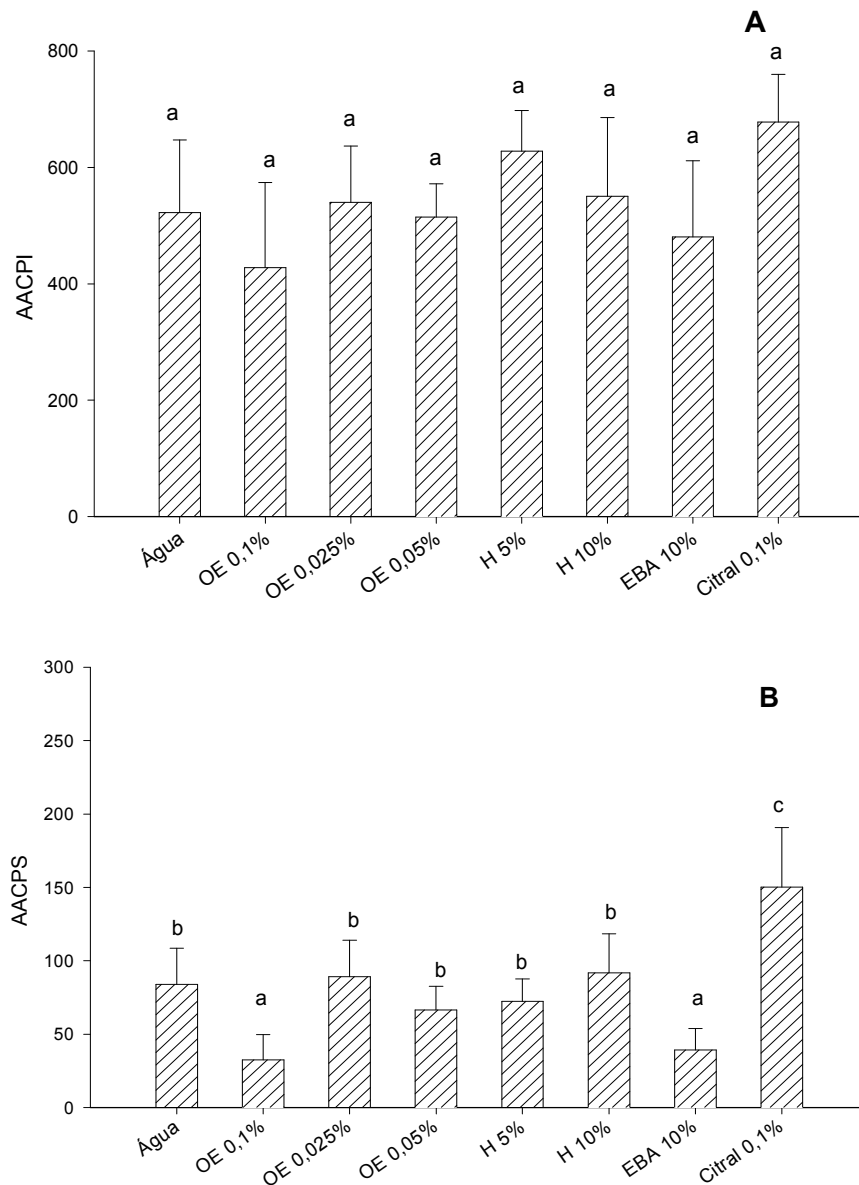 A
800
600
400
200
0
AACPI
a
a
a
a
a
a
a
a
Água
OE 0,1%
OE 0,025%
OE 0,05%
H 5%
H 10%
EBA 10%
Citral 0,1%
B
300
250
200
150
100
50
0
AACPS
b
a
b
b
b
b
a
c
Água
OE 0,1%
OE 0,025%
OE 0,05%
H 5%
H 10%
EBA 10%
Citral 0,1%